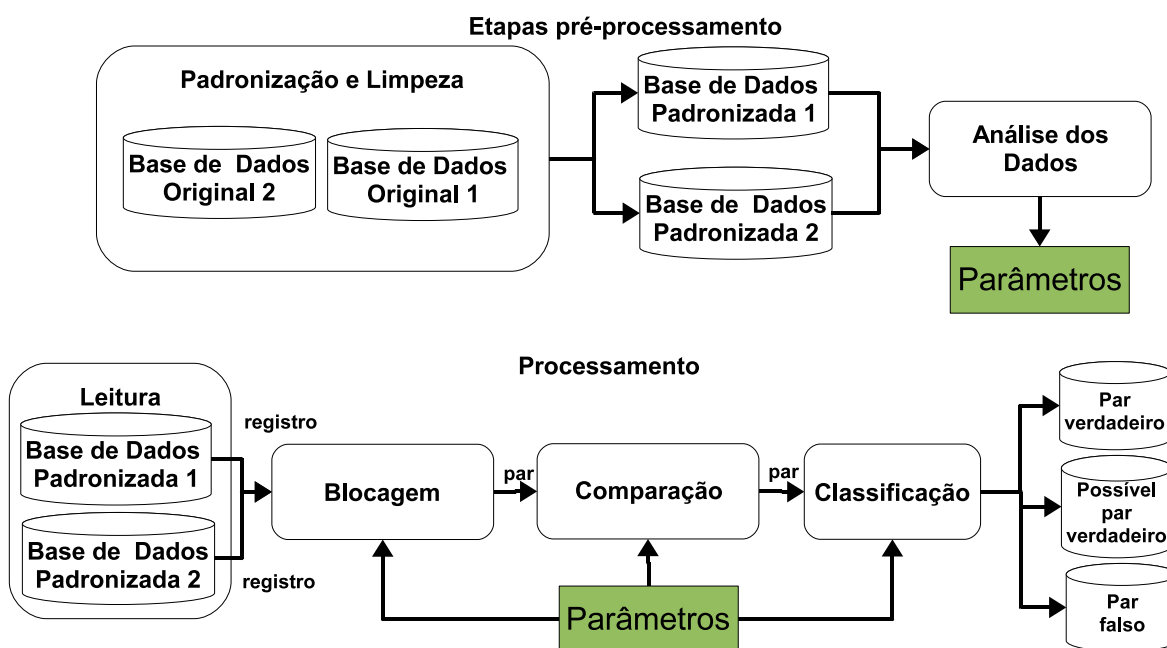 Etapas pré-processamento
Padronização e Limpeza
Base de Dados
Original 2
Base de Dados
Original 1
Base de Dados
Padronizada 1
Base de Dados
Padronizada 2
Análise dos
Dados
Parâmetros
Processamento
Leitura
Base de Dados
Padronizada 1
Base de Dados
Padronizada 2
registro
registro
Blocagem
par
Comparação
par
Classificação
Parâmetros
Par
verdadeiro
Possível
par
verdadeiro
Par
falso